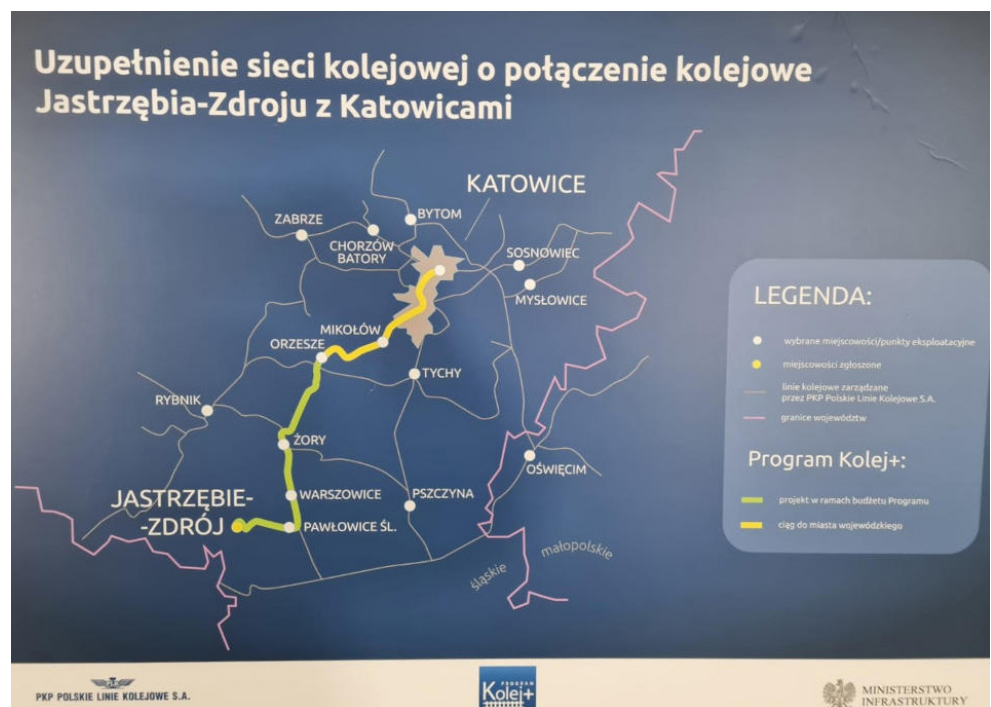 Uzupełnienie sieci kolejowej o połączenie kolejowe
Jastrzębia-Zdroju z Katowicami
KATOWICE
BYTOM
ZABRZE
CHORZÓW
BATORY
SOSNOWIEC
MYSŁOWICE
MIKOŁÓW
ORZESZE
TYCHY
RYBNIK
ŻORY
OŚWIĘCIM
JASTRZĘBIE-
-ZDRÓJ
WARSZOWICE
PSZCZYNA
PAWŁOWICE ŚL.
śląskie
małopolskie
LEGENDA:
wybrane miejscowości/punkty eksploatacyjne
miejscowości zgłoszone
linie kolejowe zarządzane
przez PKP Polskie Linie Kolejowe S.A.
granice województw
Program Kolej+:
projekt w ramach budżetu Programu
ciąg do miasta wojewódzkiego
PKP POLSKIE LINIE KOLEJOWE S.A.
PROGRAM
Kolej+
MINISTERSTWO
INFRASTRUKTURY